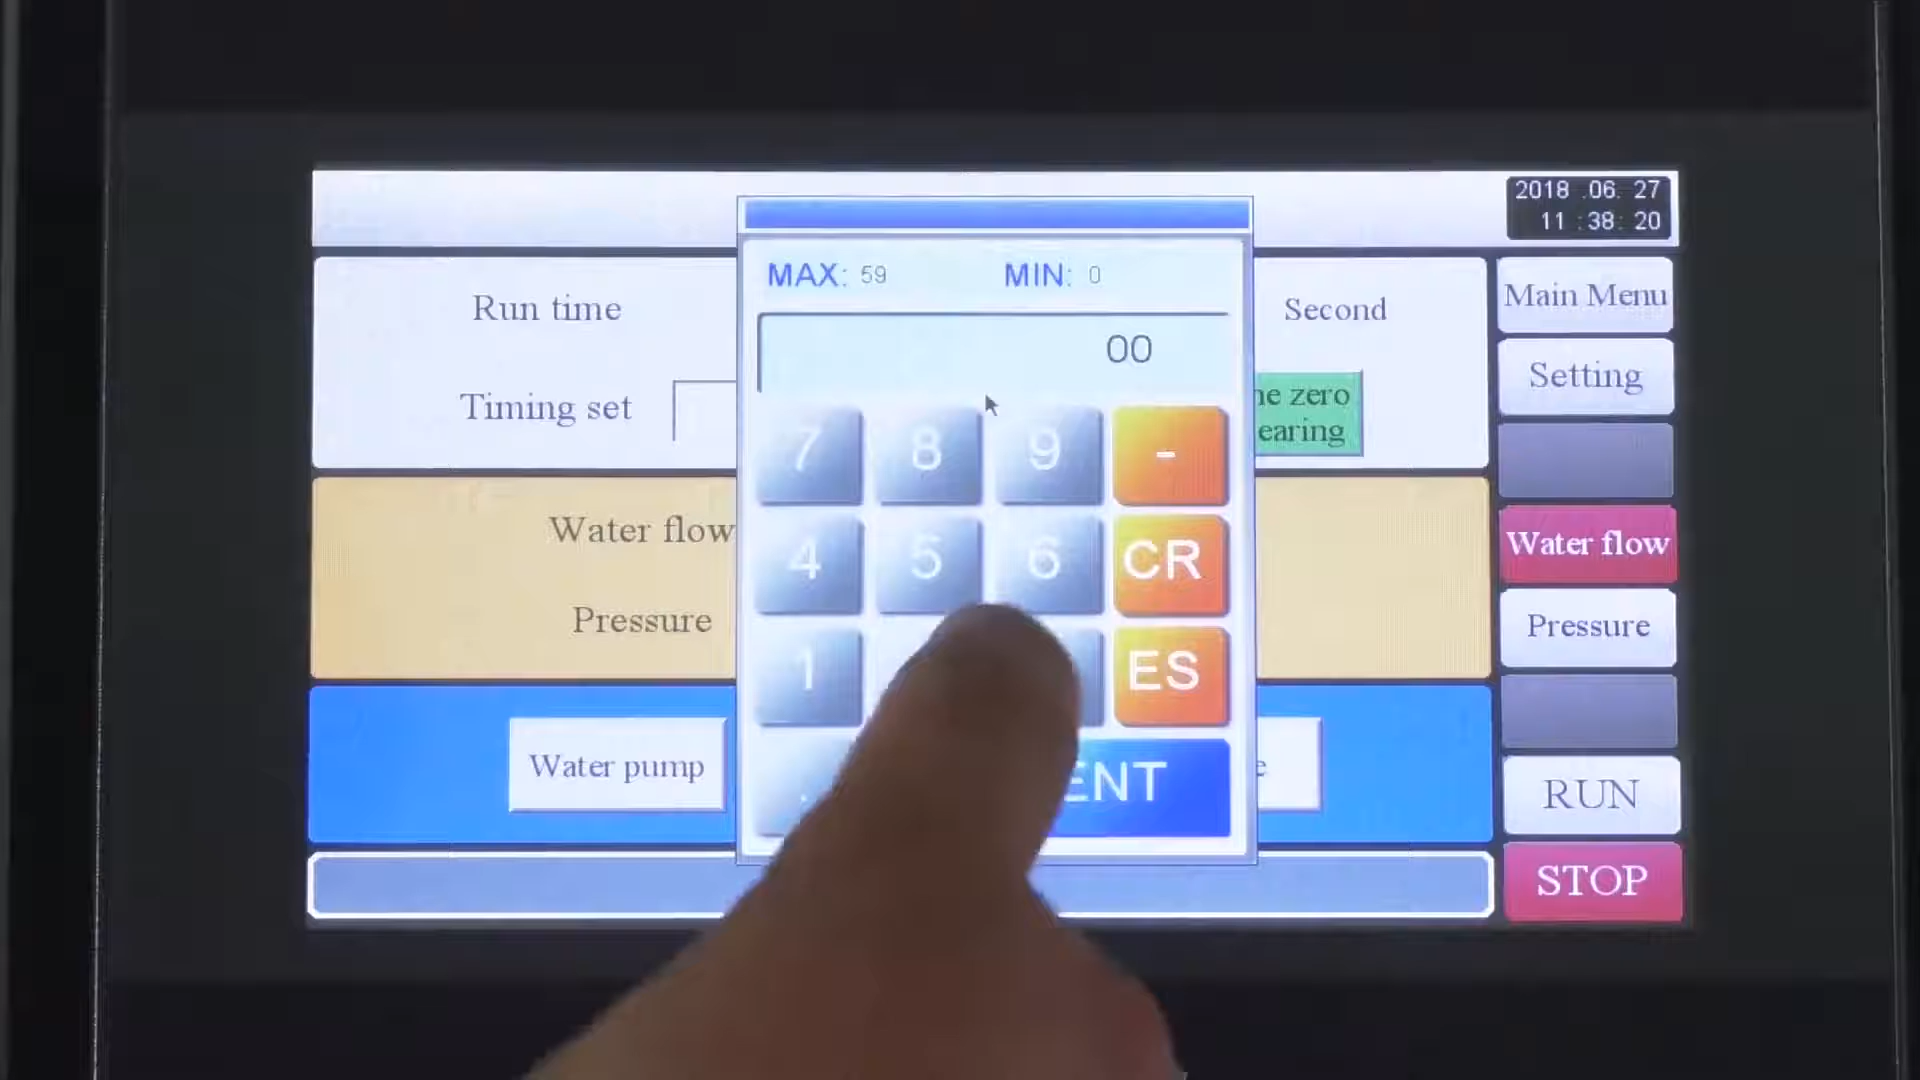 2018 .06. 27
11 :38: 20
MAX: 59 MIN: 0
00
Run time
Second
Timing set
ne zero
earing
7 8 9 -
4 5 6 CR
1 ES
. ENT
Water flow
Pressure
Water pump
e
Main Menu
Setting
Water flow
Pressure
RUN
STOP